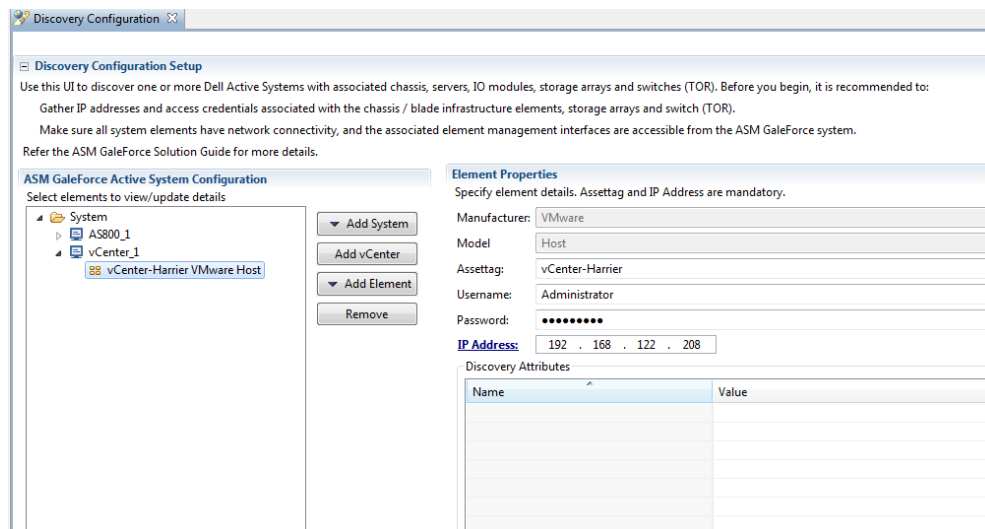 Discovery Configuration
Discovery Configuration Setup
Use this UI to discover one or more Dell Active Systems with associated chassis, servers, IO modules, storage arrays and switches (TOR). Before you begin, it is recommended to:
Gather IP addresses and access credentials associated with the chassis / blade infrastructure elements, storage arrays and switch (TOR).
Make sure all system elements have network connectivity, and the associated element management interfaces are accessible from the ASM GaleForce system.
Refer the ASM GaleForce Solution Guide for more details.
ASM GaleForce Active System Configuration
Select elements to view/update details
System
AS800_1
vCenter_1
vCenter-Harrier VMware Host
Add System
Add vCenter
Add Element
Remove
Element Properties
Specify element details. Assettag and IP Address are mandatory.
Manufacturer: VMware
Model Host
Assettag: vCenter-Harrier
Username: Administrator
Password: •••••••••
IP Address: 192 . 168 . 122 . 208
Discovery Attributes
Name Value